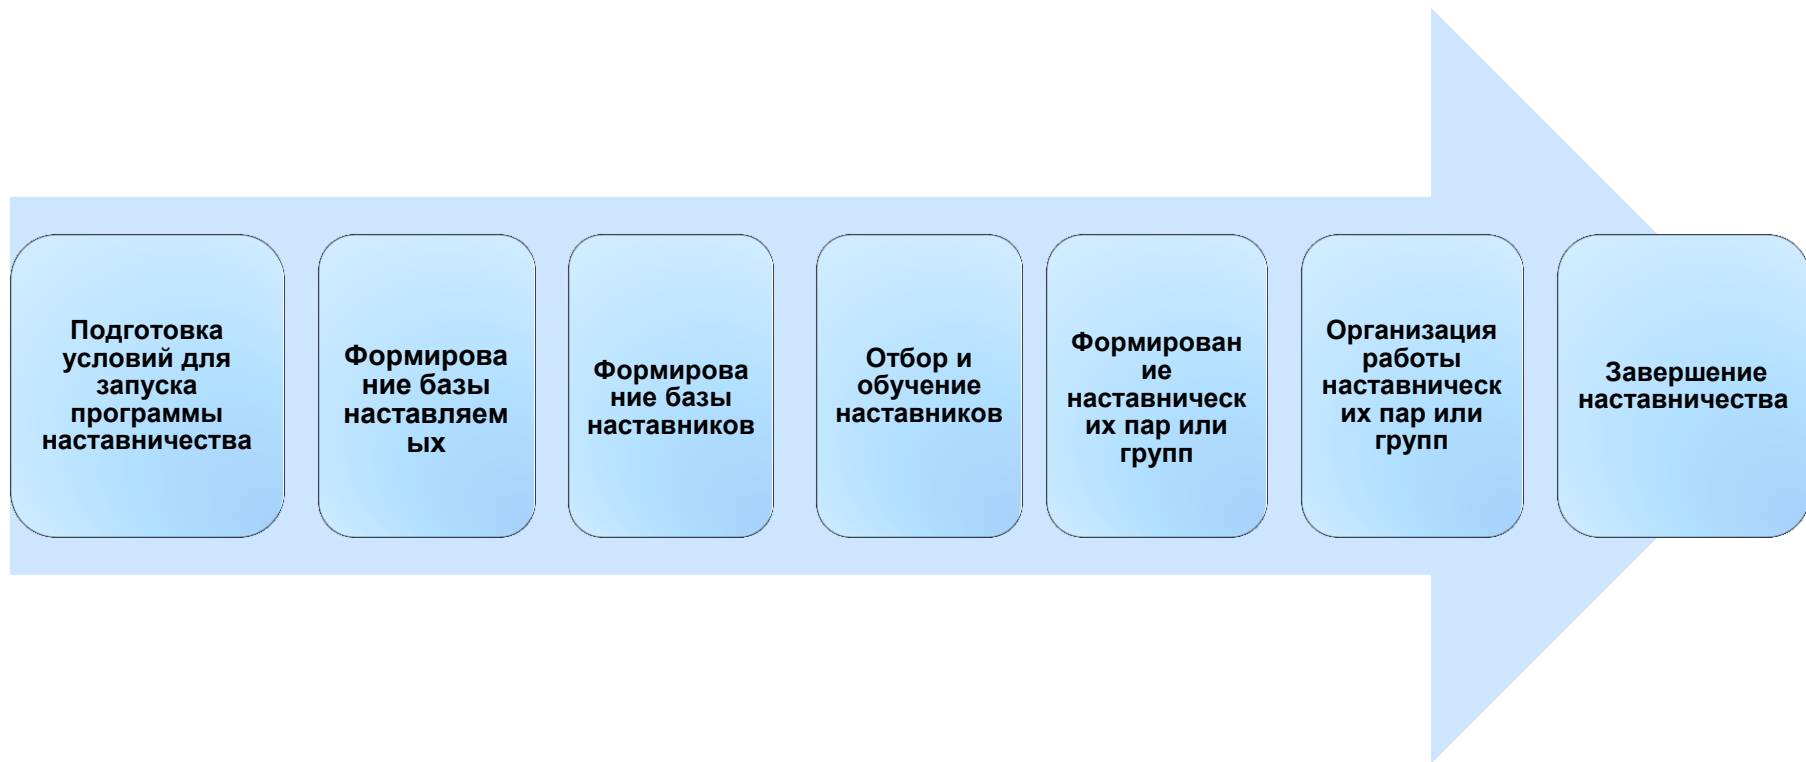 Подготовка
условий для
запуска
программы
наставничества
Формирова
ние базы
наставляем
ых
Формирова
ние базы
наставников
Отбор и
обучение
наставников
Формирован
ие
наставническ
их пар или
групп
Организация
работы
наставническ
их пар или
групп
Завершение
наставничества